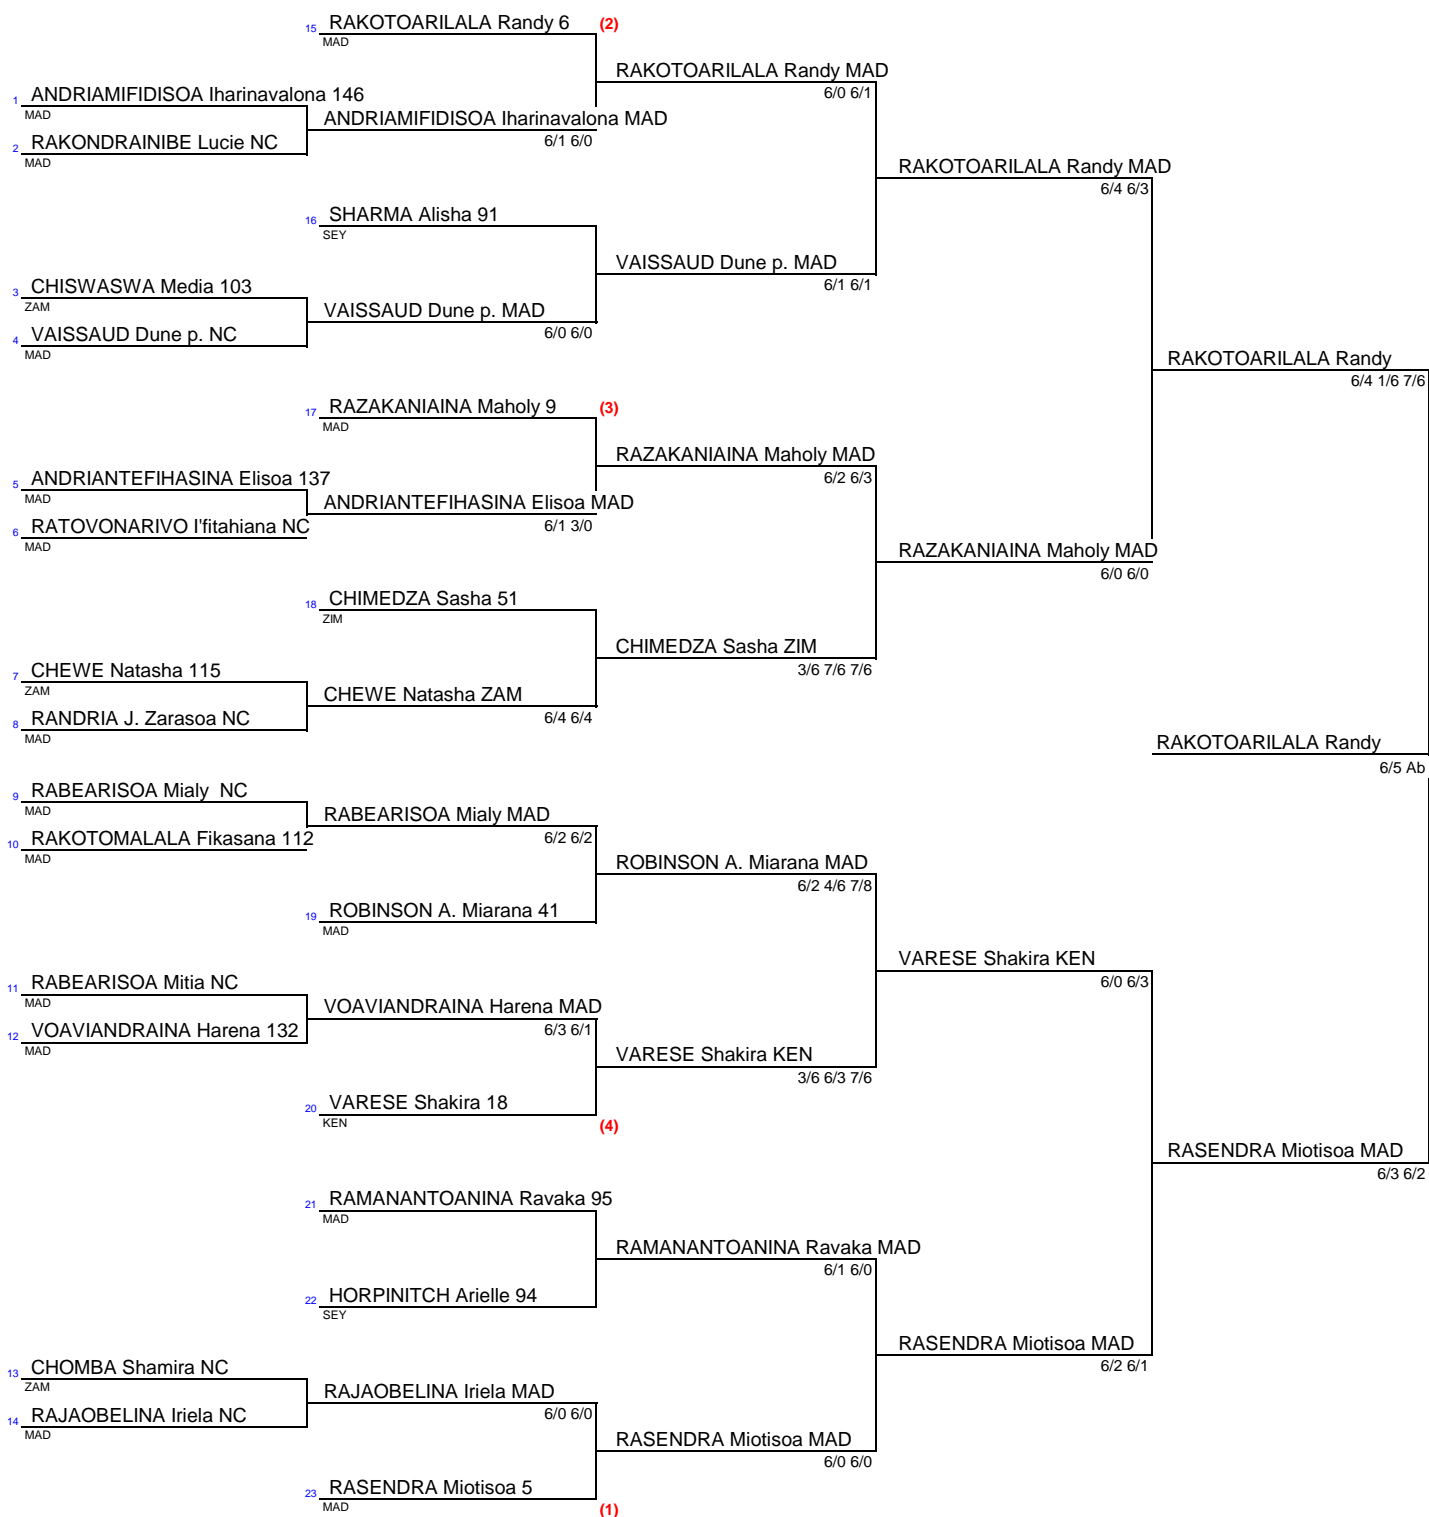 15 RAKOTOARILALA Randy 6 (2)
MAD
RAKOTOARILALA Randy MAD
6/0 6/1
1 ANDRIAMIFIDISOA Iharinavalona 146
MAD
ANDRIAMIFIDISOA Iharinavalona MAD
6/1 6/0
2 RAKONDRAINIBE Lucie NC
MAD
RAKOTOARILALA Randy MAD
6/4 6/3
16 SHARMA Alisha 91
SEY
VAISSAUD Dune p. MAD
6/1 6/1
3 CHISWASWA Media 103
ZAM
VAISSAUD Dune p. MAD
6/0 6/0
4 VAISSAUD Dune p. NC
MAD
RAKOTOARILALA Randy
6/4 1/6 7/6
17 RAZAKANIAINA Maholy 9 (3)
MAD
RAZAKANIAINA Maholy MAD
6/2 6/3
5 ANDRIANTEFIHASINA Elisoa 137
MAD
ANDRIANTEFIHASINA Elisoa MAD
6/1 3/0
6 RATOVONARIVO I'fitahiana NC
MAD
RAZAKANIAINA Maholy MAD
6/0 6/0
18 CHIMEDZA Sasha 51
ZIM
CHIMEDZA Sasha ZIM
3/6 7/6 7/6
7 CHEWE Natasha 115
ZAM
CHEWE Natasha ZAM
6/4 6/4
8 RANDRIA J. Zarasoa NC
MAD
RAKOTOARILALA Randy
6/5 Ab
9 RABEARISOA Mialy NC
MAD
RABEARISOA Mialy MAD
6/2 6/2
10 RAKOTOMALALA Fikasana 112
MAD
ROBINSON A. Miarana MAD
6/2 4/6 7/8
19 ROBINSON A. Miarana 41
MAD
VARESE Shakira KEN
6/0 6/3
11 RABEARISOA Mitia NC
MAD
VOAVIANDRAINA Harena MAD
6/3 6/1
12 VOAVIANDRAINA Harena 132
MAD
VARESE Shakira KEN
3/6 6/3 7/6
20 VARESE Shakira 18
KEN
(4)
RASENDRA Miotisoa MAD
6/3 6/2
21 RAMANANTOANINA Ravaka 95
MAD
RAMANANTOANINA Ravaka MAD
6/1 6/0
22 HORPINITCH Arielle 94
SEY
RASENDRA Miotisoa MAD
6/2 6/1
13 CHOMBA Shamira NC
ZAM
RAJAOBELINA Iriela MAD
6/0 6/0
14 RAJAOBELINA Iriela NC
MAD
RASENDRA Miotisoa MAD
6/0 6/0
23 RASENDRA Miotisoa 5
MAD
(1)